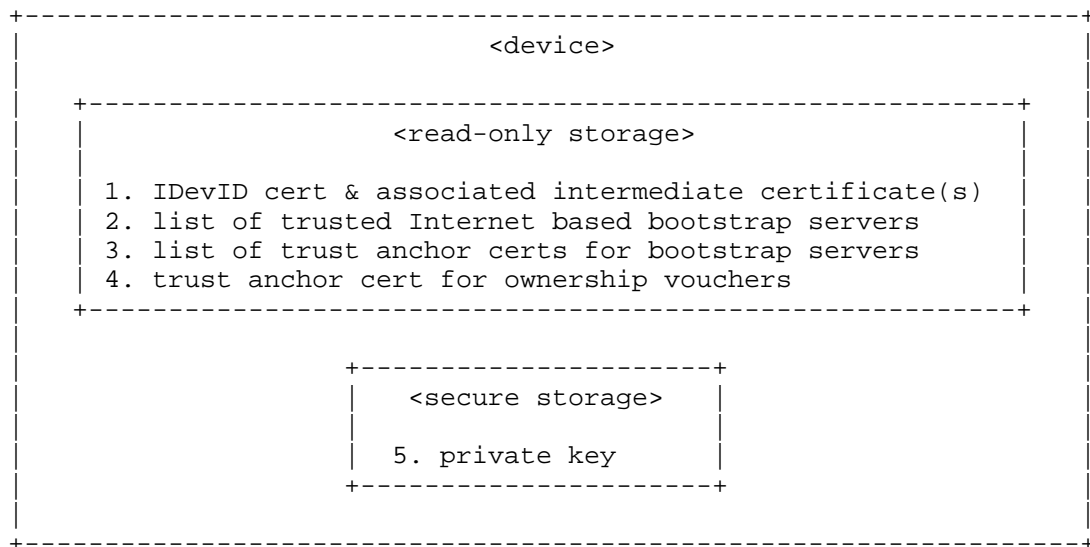 <device>
<read-only storage>
1. IDevID cert & associated intermediate certificate(s)
2. list of trusted Internet based bootstrap servers
3. list of trust anchor certs for bootstrap servers
4. trust anchor cert for ownership vouchers
<secure storage>
5. private key